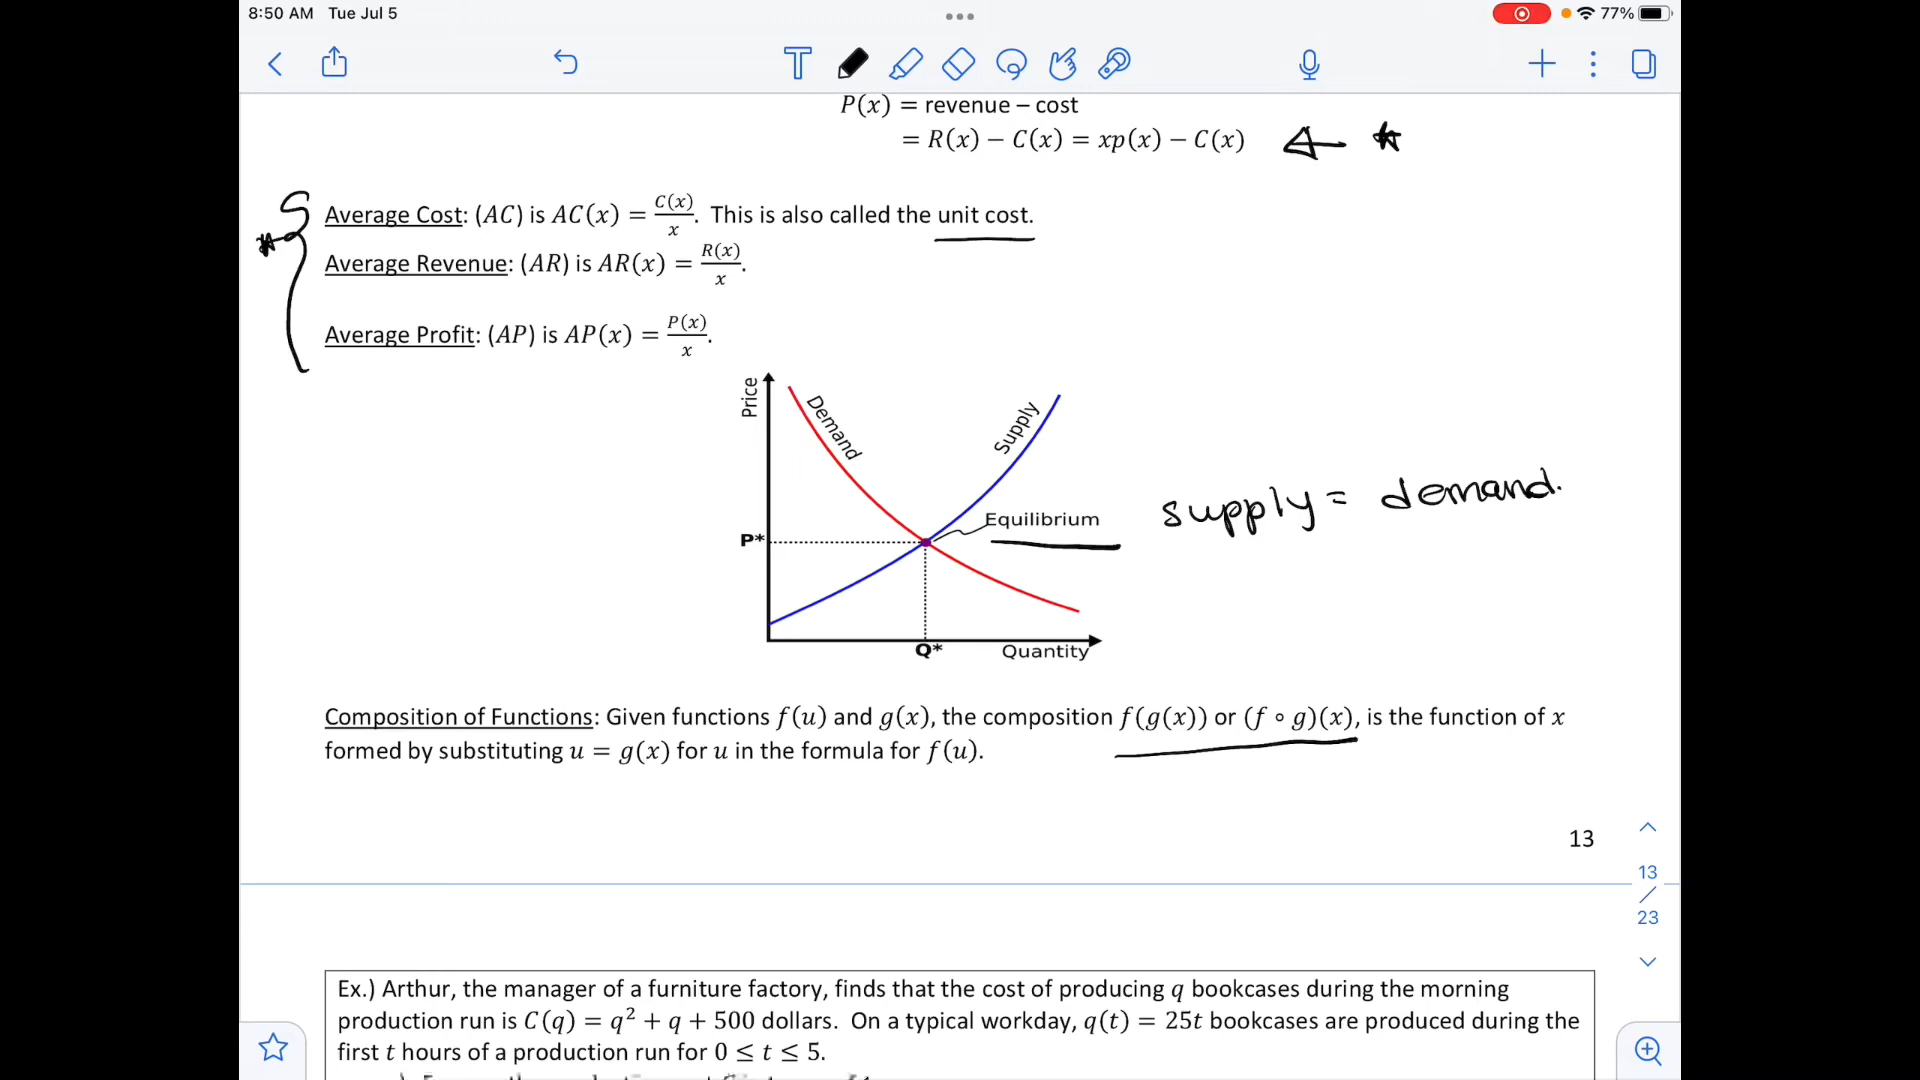 8:50 AM Tue Jul 5
77%
P(x) = revenue – cost
= R(x) − C(x) = xp(x) − C(x)
Average Cost: (AC) is AC(x) = C(x)/x. This is also called the unit cost.
Average Revenue: (AR) is AR(x) = R(x)/x.
Average Profit: (AP) is AP(x) = P(x)/x.
Price
Demand
Supply
Equilibrium
supply = demand.
P*
Q*
Quantity
Composition of Functions: Given functions f(u) and g(x), the composition f(g(x)) or (f ∘ g)(x), is the function of x
formed by substituting u = g(x) for u in the formula for f(u).
13
13
/
23
Ex.) Arthur, the manager of a furniture factory, finds that the cost of producing q bookcases during the morning
production run is C(q) = q² + q + 500 dollars. On a typical workday, q(t) = 25t bookcases are produced during the
first t hours of a production run for 0 ≤ t ≤ 5.